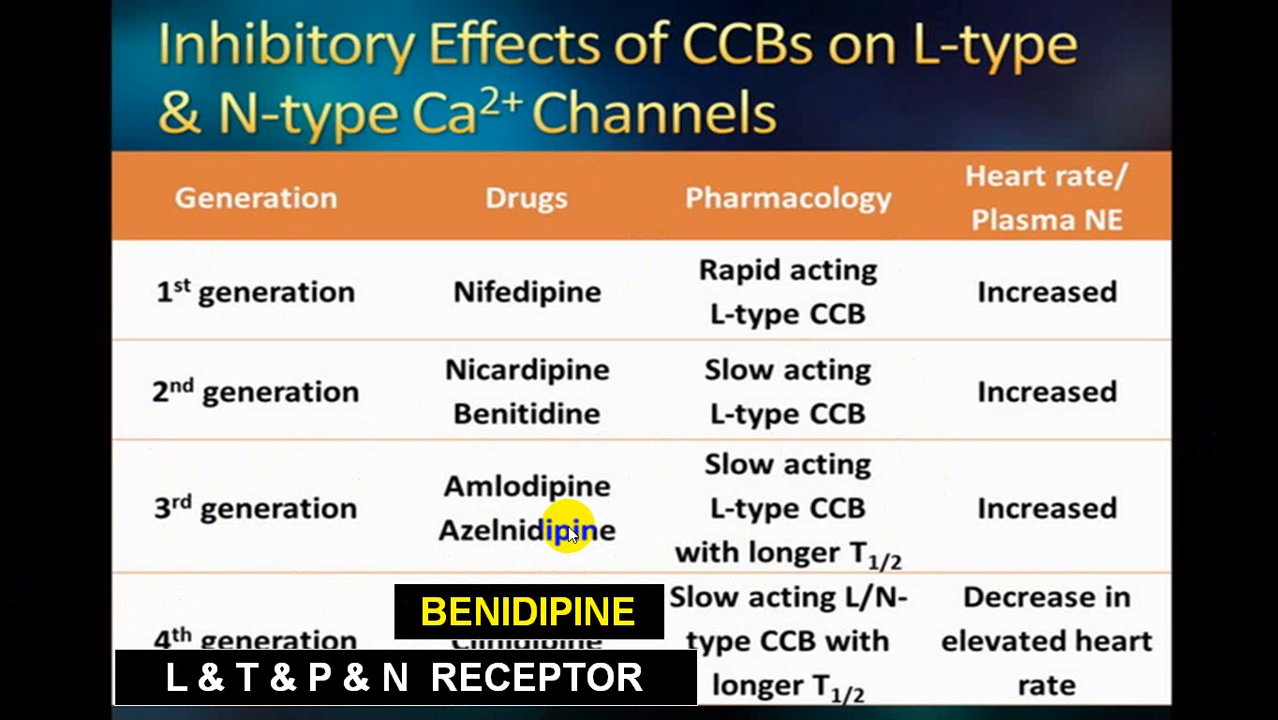 Inhibitory Effects of CCBs on L-type
& N-type Ca2+ Channels
Generation
Drugs
Pharmacology
Heart rate/
Plasma NE
1st generation
Nifedipine
Rapid acting
L-type CCB
Increased
2nd generation
Nicardipine
Benitidine
Slow acting
L-type CCB
Increased
3rd generation
Amlodipine
Azelnidipine
Slow acting
L-type CCB
with longer T1/2
Increased
4th generation
BENIDIPINE
Slow acting L/N-
type CCB with
longer T1/2
Decrease in
elevated heart
rate
L & T & P & N RECEPTOR